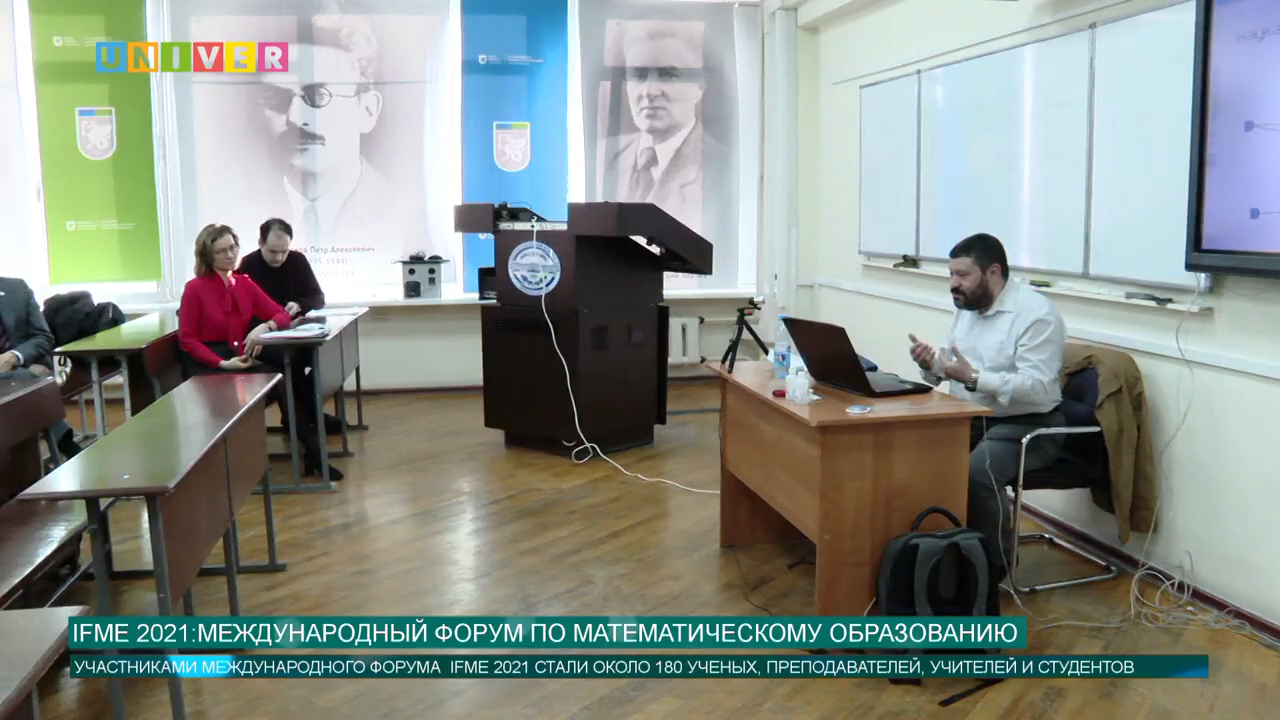 UNIVER
Петр Алексеевич
-1944)
IFME 2021:МЕЖДУНАРОДНЫЙ ФОРУМ ПО МАТЕМАТИЧЕСКОМУ ОБРАЗОВАНИЮ
УЧАСТНИКАМИ МЕЖДУНАРОДНОГО ФОРУМА IFME 2021 СТАЛИ ОКОЛО 180 УЧЕНЫХ, ПРЕПОДАВАТЕЛЕЙ, УЧИТЕЛЕЙ И СТУДЕНТОВ